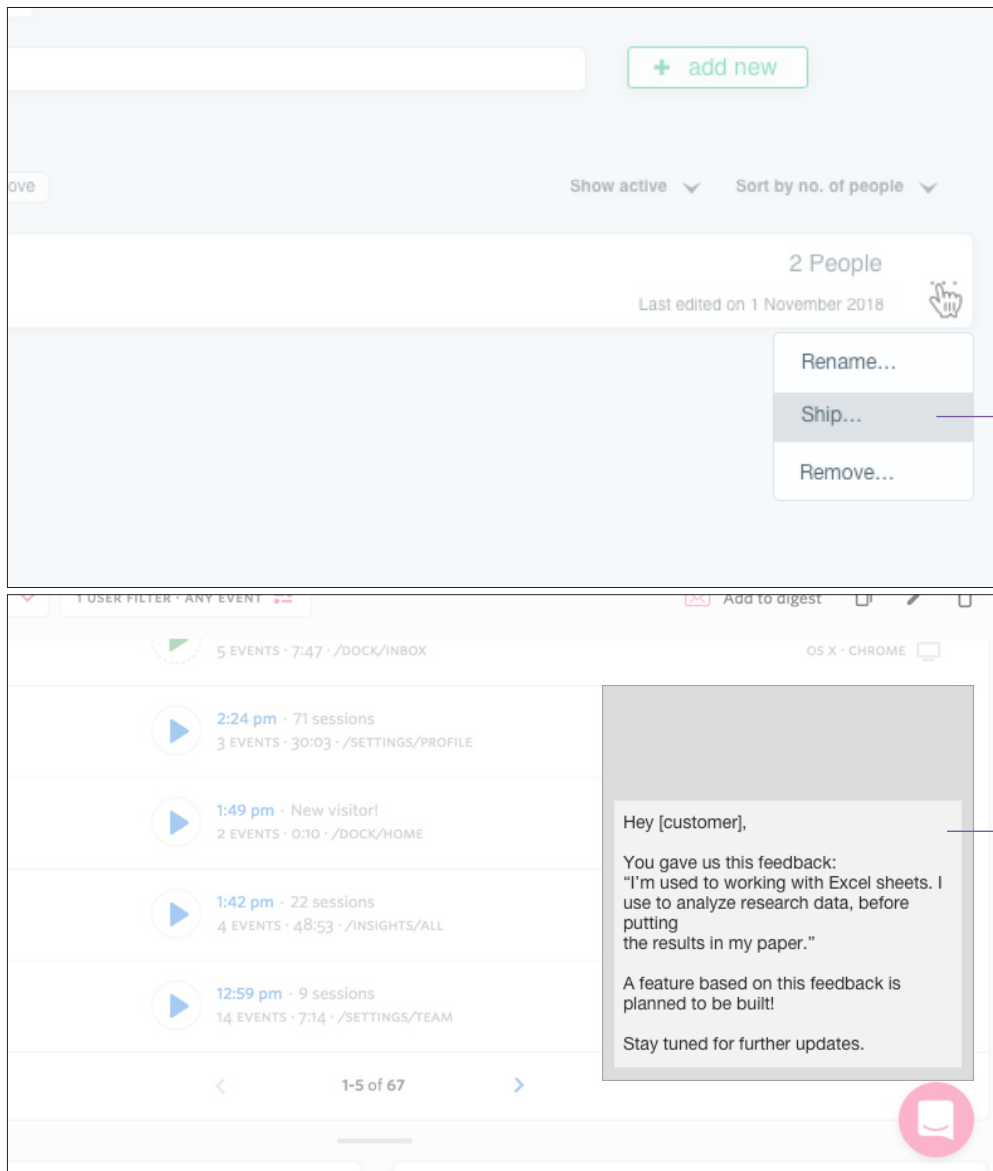 + add new
ove
Show active
Sort by no. of people
2 People
Last edited on 1 November 2018
Rename...
Ship...
Remove...
1 USER FILTER · ANY EVENT
Add to digest
5 EVENTS · 7:47 · /DOCK/INBOX
OS X · CHROME
2:24 pm · 71 sessions
3 EVENTS · 30:03 · /SETTINGS/PROFILE
1:49 pm · New visitor!
2 EVENTS · 0:10 · /DOCK/HOME
1:42 pm · 22 sessions
4 EVENTS · 48:53 · /INSIGHTS/ALL
12:59 pm · 9 sessions
14 EVENTS · 7:14 · /SETTINGS/TEAM
1-5 of 67
Hey [customer],
You gave us this feedback:
“I’m used to working with Excel sheets. I
use to analyze research data, before
putting
the results in my paper.”
A feature based on this feedback is
planned to be built!
Stay tuned for further updates.